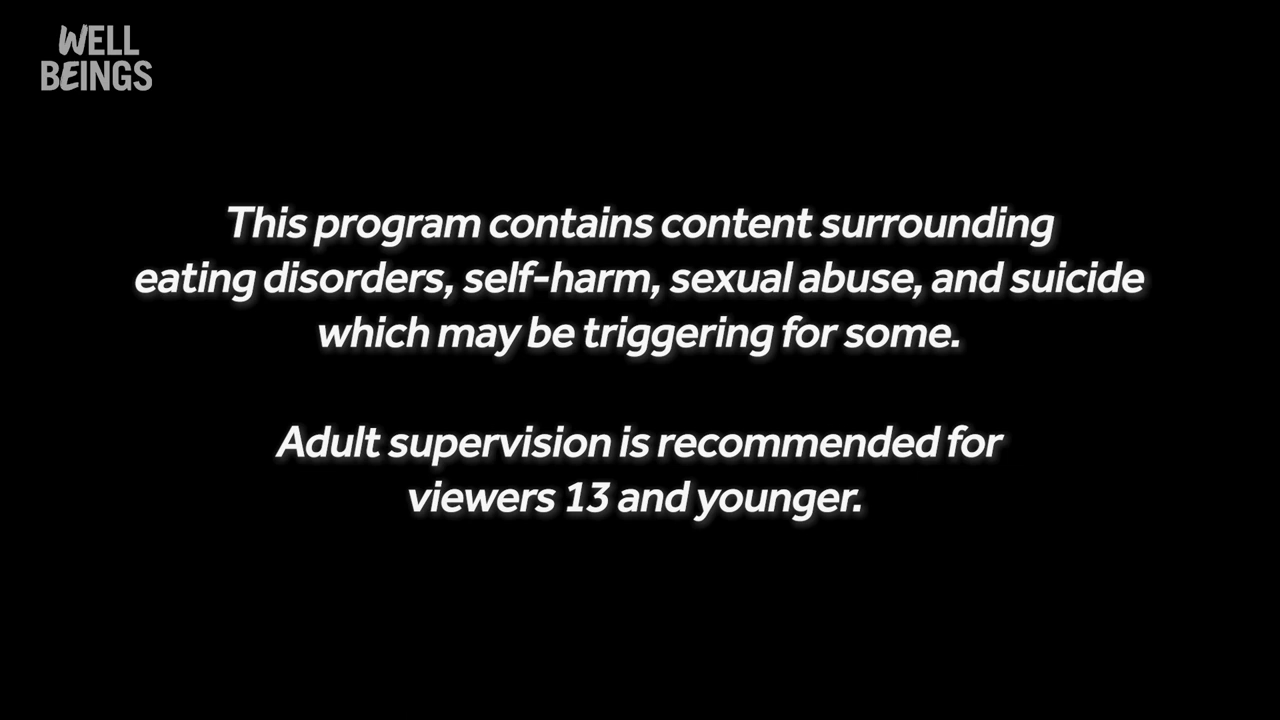 WELL
BEINGS
This program contains content surrounding
eating disorders, self-harm, sexual abuse, and suicide
which may be triggering for some.
Adult supervision is recommended for
viewers 13 and younger.